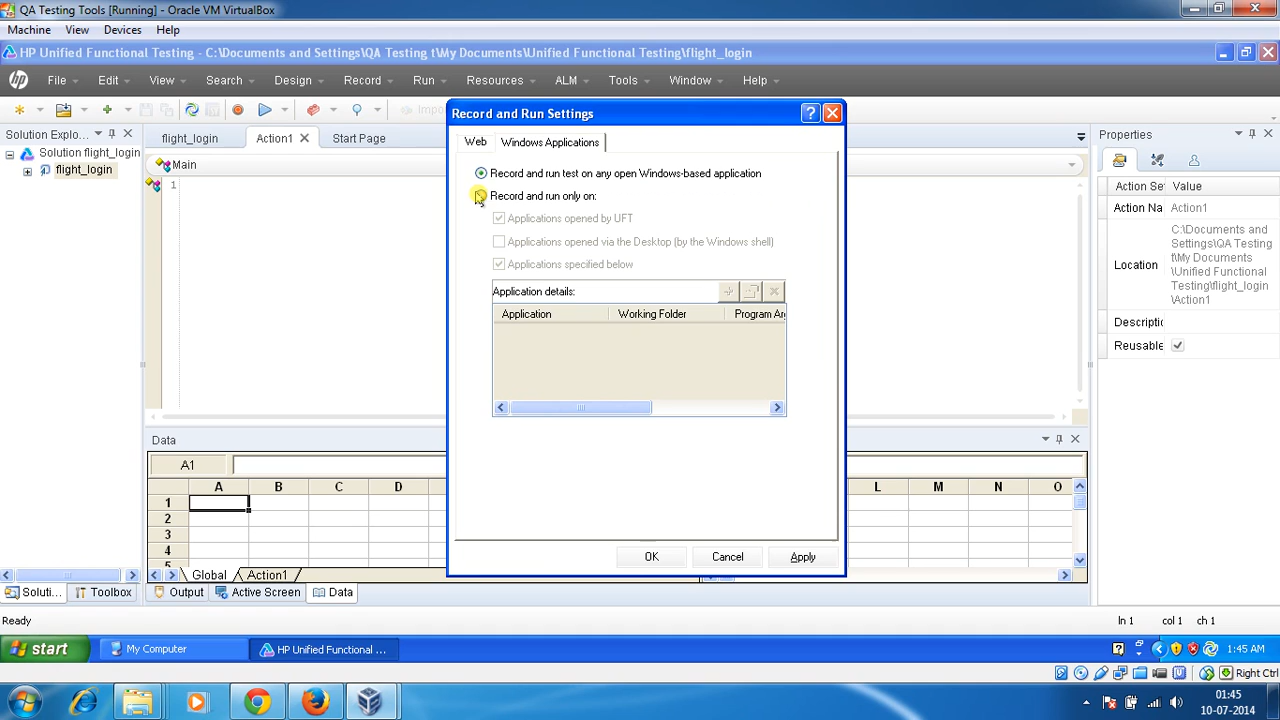 QA Testing Tools [Running] - Oracle VM VirtualBox
Machine View Devices Help
HP Unified Functional Testing - C:\Documents and Settings\QA Testing t\My Documents\Unified Functional Testing\flight_login
hp File Edit View Search Design Record Run Resources ALM Tools Window Help
Impo
Solution Explo...
flight_login Action1 Start Page
Solution flight_login
flight_login
Main
1
Record and Run Settings
Web Windows Applications
Record and run test on any open Windows-based application
Record and run only on:
Applications opened by UFT
Applications opened via the Desktop (by the Windows shell)
Applications specified below
Application details:
Application Working Folder Program Ar
OK Cancel Apply
Properties
Action Se Value
Action Na Action1
Location
C:\Documents and
Settings\QA Testing
t\My Documents
\Unified Functional
Testing\flight_login
\Action1
Descriptic
Reusable
Data
A1
A B C D L M N O
1
2
3
4
5
Global Action1
Soluti... Toolbox Output Active Screen Data
Ready ln 1 col 1 ch 1
start My Computer HP Unified Functional ... 1:45 AM
Right Ctrl
01:45
10-07-2014